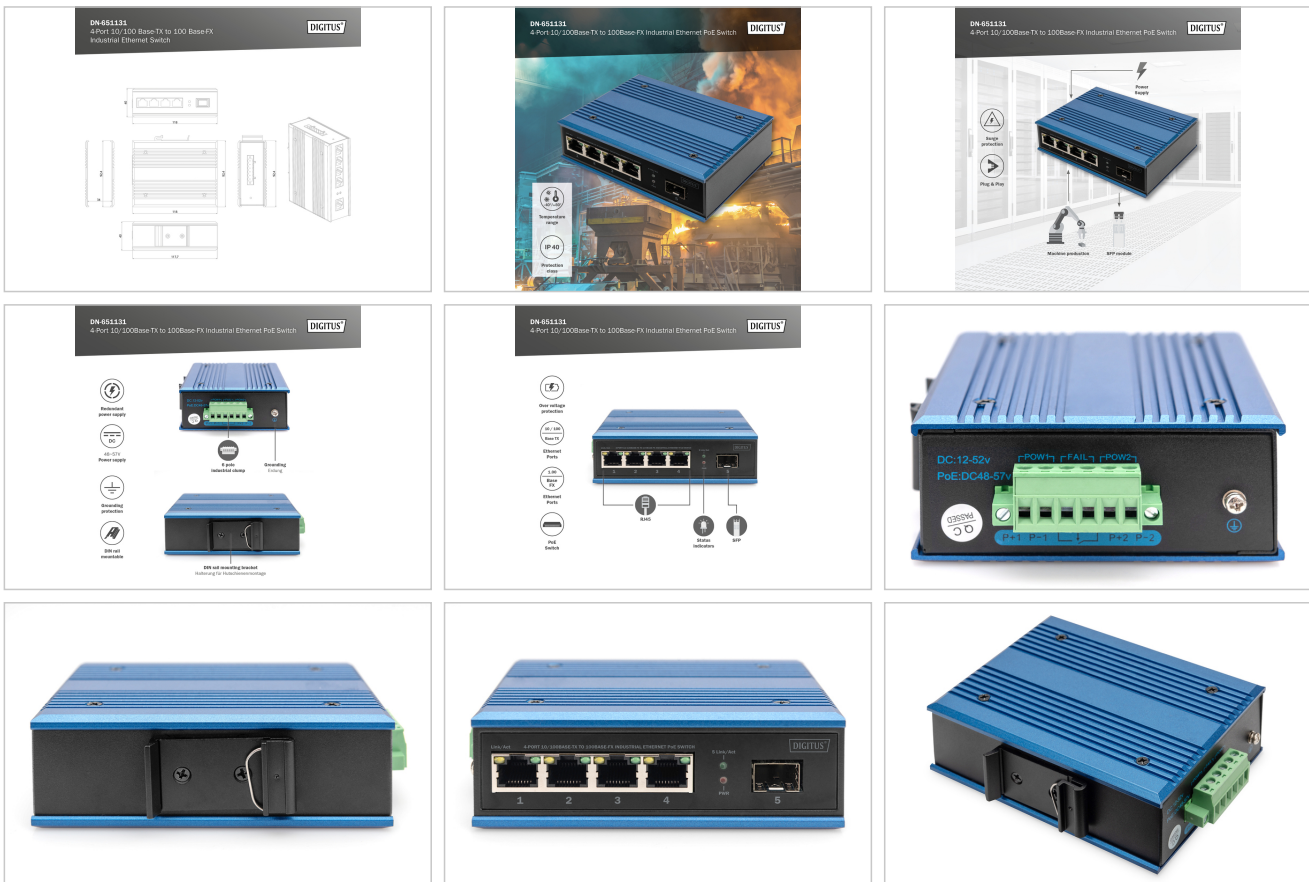 DN-651131
4-Port 10/100 Base-TX to 100 Base-FX
Industrial Ethernet Switch
DIGITUS®
DN-651131
4-Port 10/100Base-TX to 100Base-FX Industrial Ethernet PoE Switch
DIGITUS®
Temperature
range
IP 40
Protection
class
DN-651131
4-Port 10/100Base-TX to 100Base-FX Industrial Ethernet PoE Switch
DIGITUS®
Power
Supply
Surge
protection
Plug & Play
Machine production
SFP module
DN-651131
4-Port 10/100Base-TX to 100Base-FX Industrial Ethernet PoE Switch
DIGITUS®
Redundant
power supply
DC
48–57V
Power supply
Grounding
protection
DIN rail
mountable
6 pole
industrial clamp
Grounding
Erdung
DIN rail mounting bracket
Halterung für Hutschienenmontage
DN-651131
4-Port 10/100Base-TX to 100Base-FX Industrial Ethernet PoE Switch
DIGITUS®
Over voltage
protection
10 / 100
Base TX
Ethernet
Ports
1.00
Base
FX
Ethernet
Ports
PoE
Switch
RJ45
Status
indicators
SFP
DC:12-52v
PoE:DC48-57v
POW1 FAIL POW2
QC
PASSED
P+1 P-1 P+2 P-2
Link/Act 4-PORT 10/100BASE-TX TO 100BASE-FX INDUSTRIAL ETHERNET PoE SWITCH
5 Link/Act
DIGITUS®
PWR
1 2 3 4 5